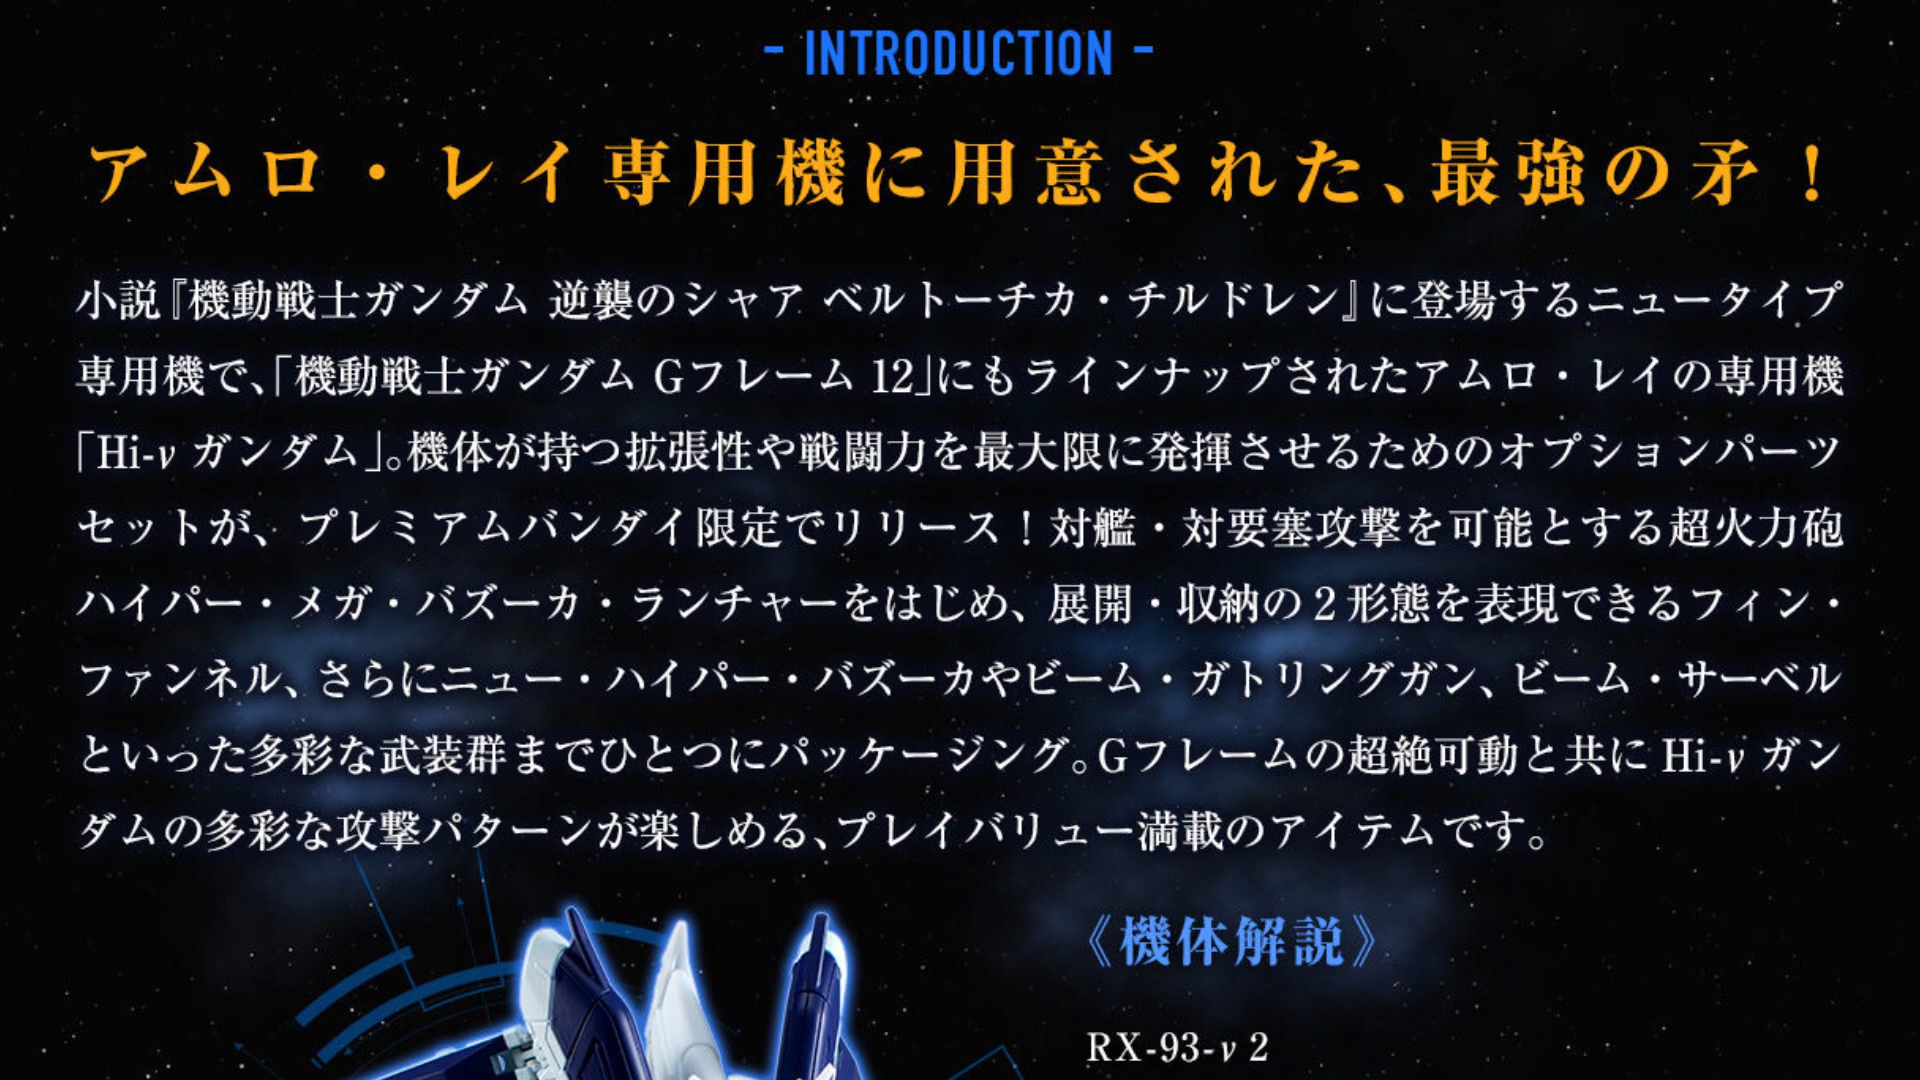 - INTRODUCTION -
アムロ・レイ専用機に用意された、最強の矛！
小説『機動戦士ガンダム 逆襲のシャア ベルトーチカ・チルドレン』に登場するニュータイプ
専用機で、「機動戦士ガンダム Gフレーム 12」にもラインナップされたアムロ・レイの専用機
「Hi-ν ガンダム」。機体が持つ拡張性や戦闘力を最大限に発揮させるためのオプションパーツ
セットが、プレミアムバンダイ限定でリリース！対艦・対要塞攻撃を可能とする超火力砲
ハイパー・メガ・バズーカ・ランチャーをはじめ、展開・収納の2形態を表現できるフィン・
ファンネル、さらにニュー・ハイパー・バズーカやビーム・ガトリングガン、ビーム・サーベル
といった多彩な武装群までひとつにパッケージング。Gフレームの超絶可動と共に Hi-ν ガン
ダムの多彩な攻撃パターンが楽しめる、プレイバリュー満載のアイテムです。
《機体解説》
RX-93-ν 2